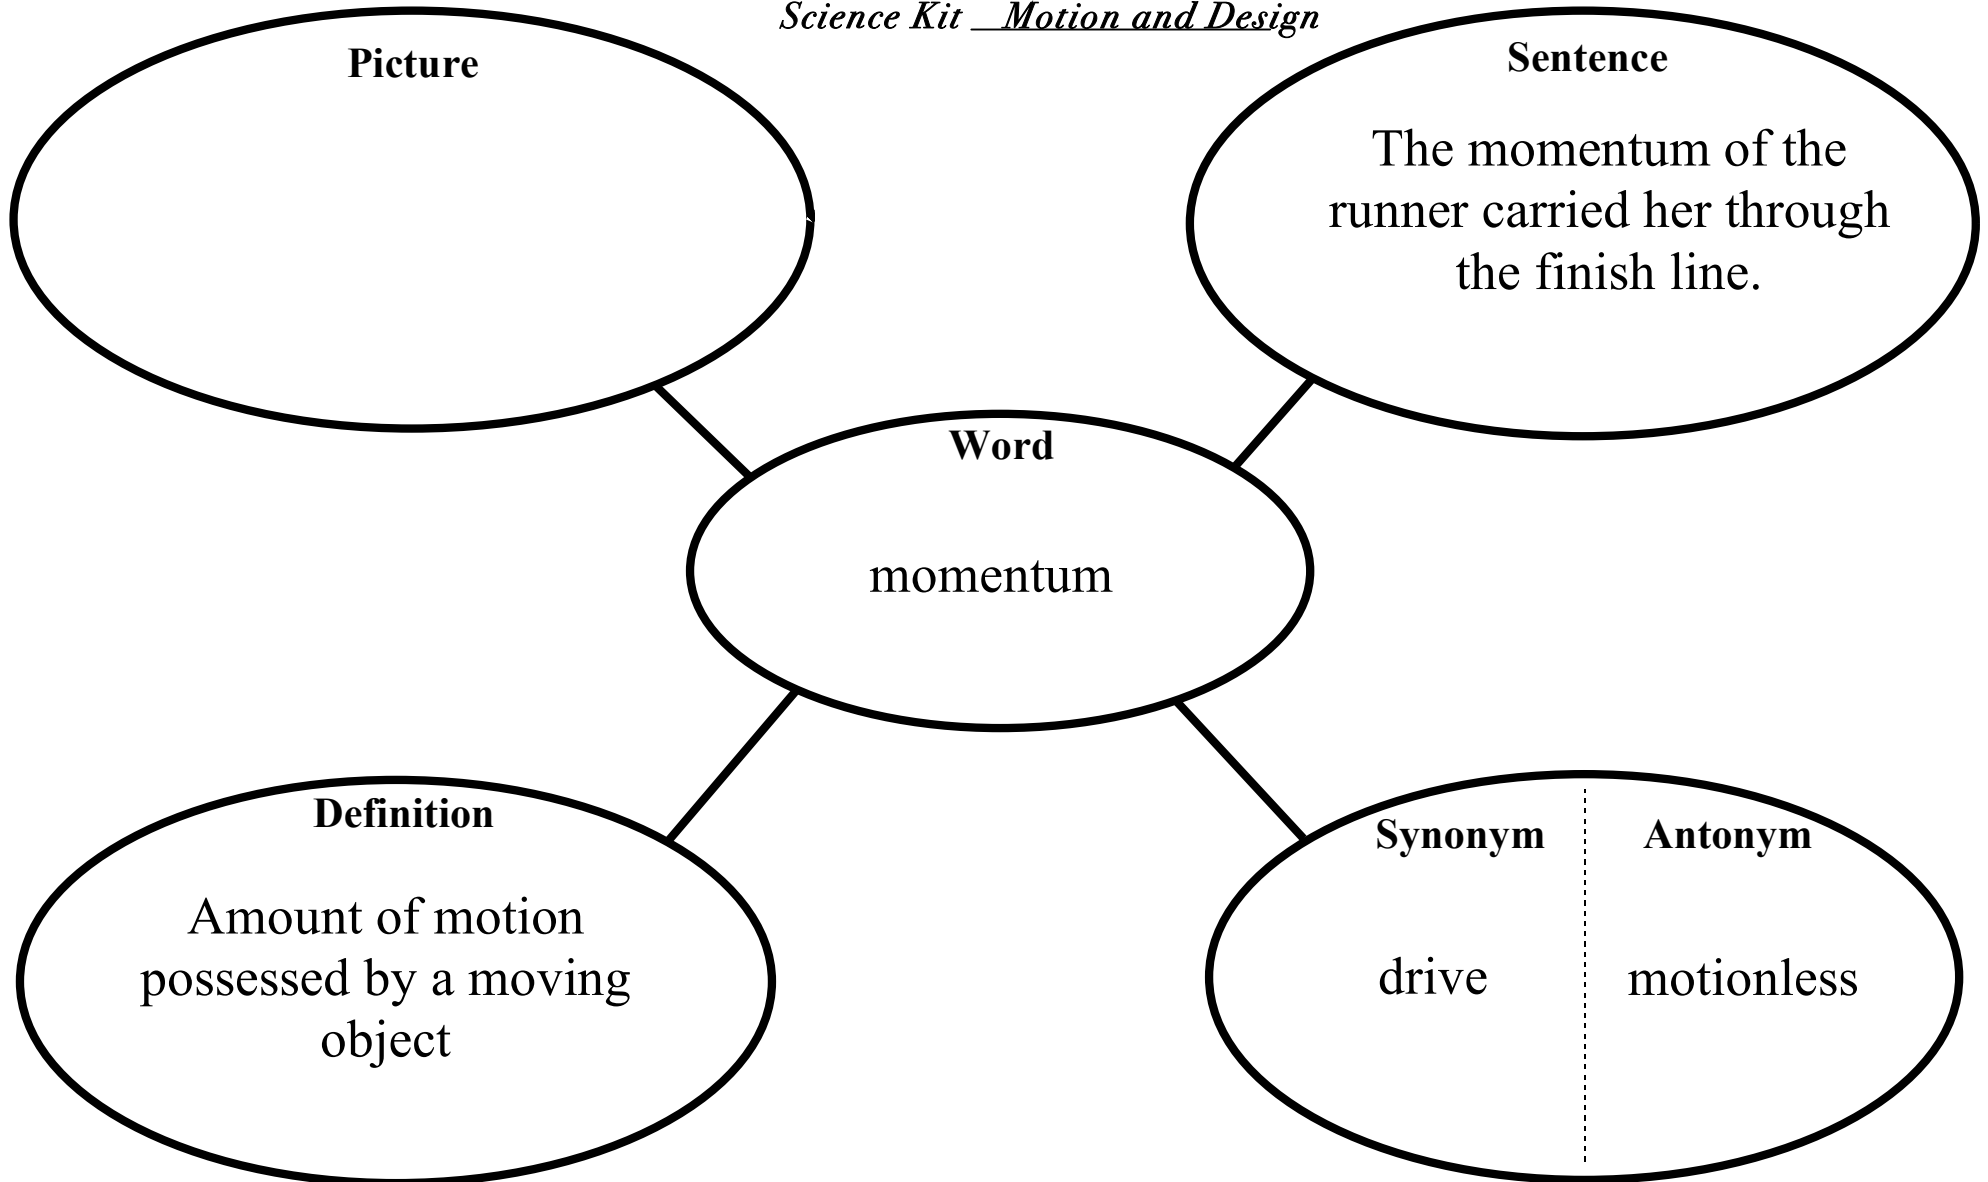 Science Kit __Motion and Design
Picture
Sentence
The momentum of the
runner carried her through
the finish line.
Word
momentum
Definition
Amount of motion
possessed by a moving
object
Synonym
Antonym
drive
motionless